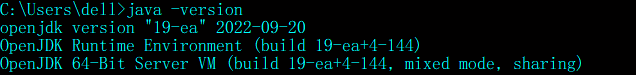 C:\Users\dell>java -version
openjdk version "19-ea" 2022-09-20
OpenJDK Runtime Environment (build 19-ea+4-144)
OpenJDK 64-Bit Server VM (build 19-ea+4-144, mixed mode, sharing)